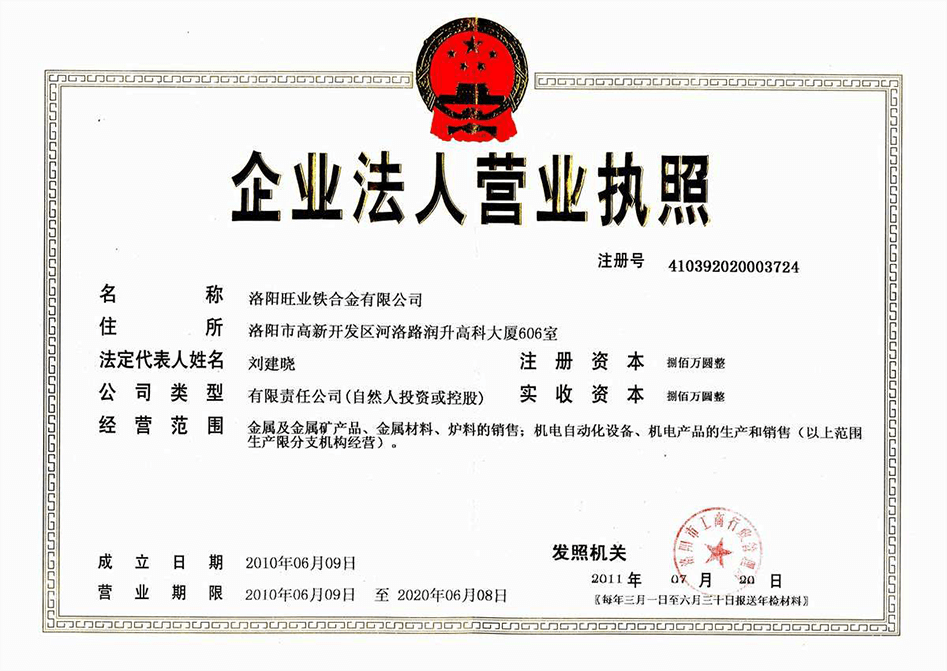 企业法人营业执照
注册号 410392020003724
名称 洛阳旺业铁合金有限公司
住所 洛阳市高新开发区河洛路润升高科大厦606室
法定代表人姓名 刘建晓
注册资本 捌佰万圆整
公司类型 有限责任公司(自然人投资或控股)
实收资本 捌佰万圆整
经营范围 金属及金属矿产品、金属材料、炉料的销售；机电自动化设备、机电产品的生产和销售（以上范围
生产限分支机构经营）。
成立日期 2010年06月09日
营业期限 2010年06月09日 至 2020年06月08日
发照机关
洛阳市工商行政管理局
2011 年 07 月 20 日
《每年三月一日至六月三十日报送年检材料》